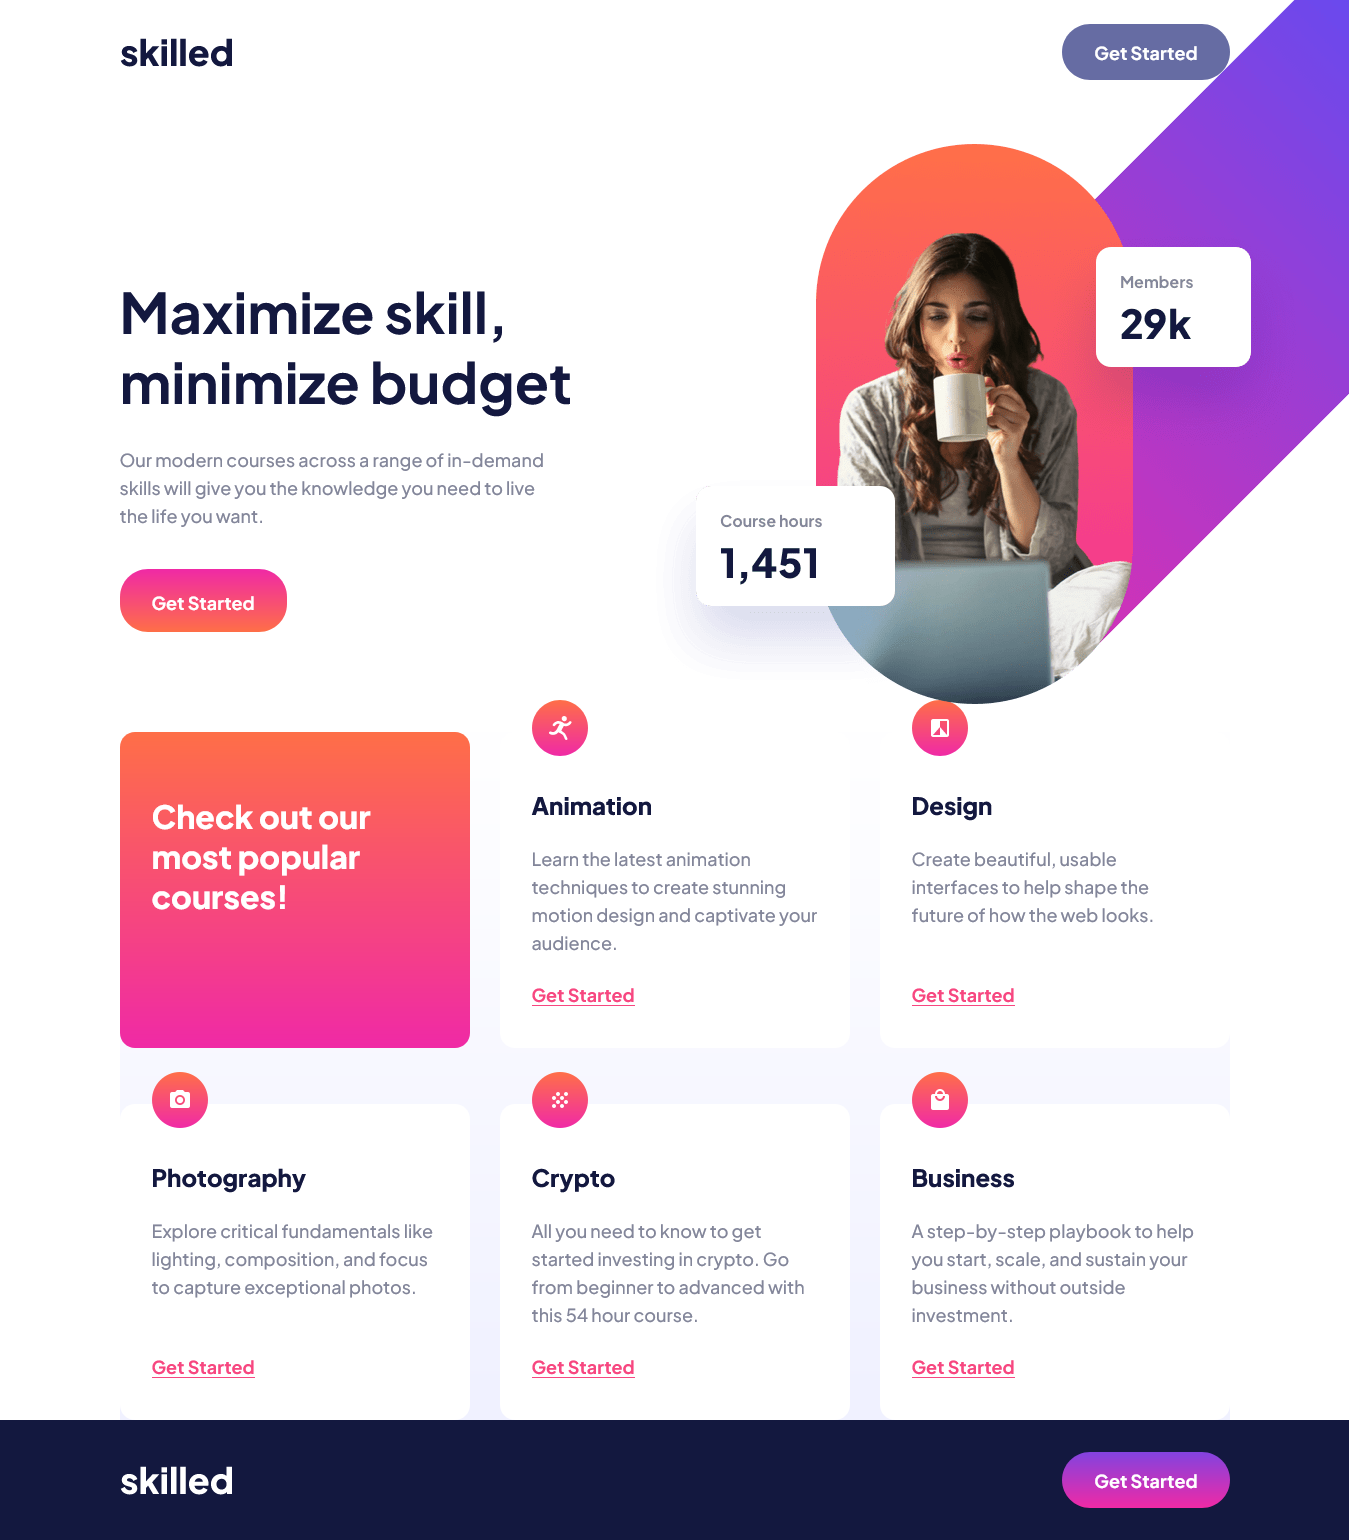 skilled
Get Started
Maximize skill,
minimize budget
Our modern courses across a range of in-demand
skills will give you the knowledge you need to live
the life you want.
Get Started
Members
29k
Course hours
1,451
Check out our
most popular
courses!
Animation
Learn the latest animation
techniques to create stunning
motion design and captivate your
audience.
Get Started
Design
Create beautiful, usable
interfaces to help shape the
future of how the web looks.
Get Started
Photography
Explore critical fundamentals like
lighting, composition, and focus
to capture exceptional photos.
Get Started
Crypto
All you need to know to get
started investing in crypto. Go
from beginner to advanced with
this 54 hour course.
Get Started
Business
A step-by-step playbook to help
you start, scale, and sustain your
business without outside
investment.
Get Started
skilled
Get Started